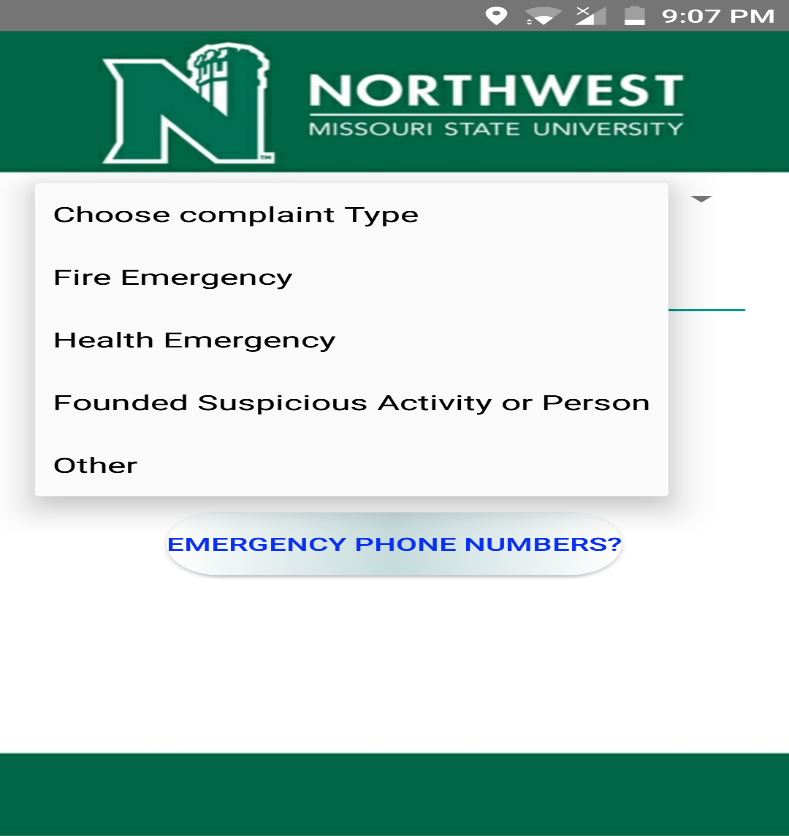 9:07 PM
NORTHWEST
MISSOURI STATE UNIVERSITY
Choose complaint Type
Fire Emergency
Health Emergency
Founded Suspicious Activity or Person
Other
EMERGENCY PHONE NUMBERS?